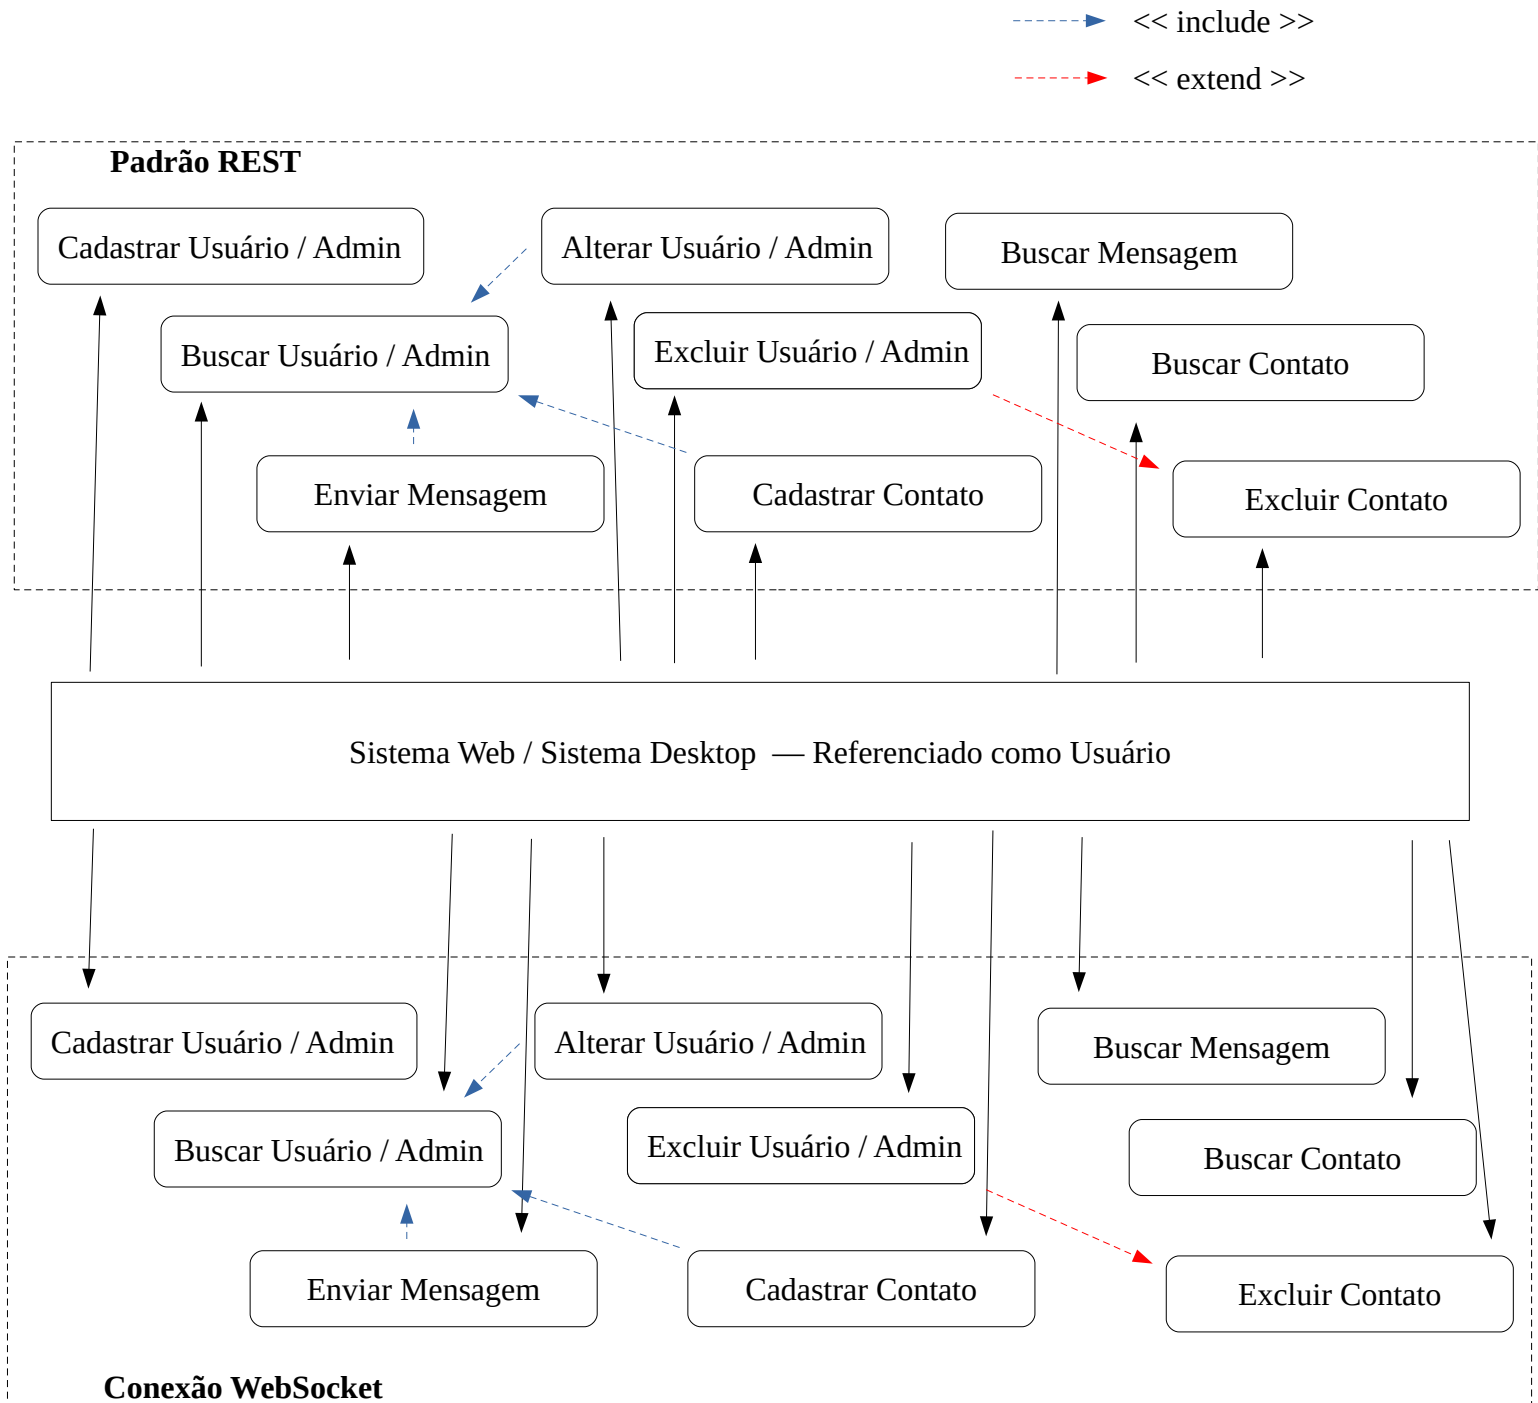 << include >>
<< extend >>
Padrão REST
Cadastrar Usuário / Admin
Alterar Usuário / Admin
Buscar Mensagem
Buscar Usuário / Admin
Excluir Usuário / Admin
Buscar Contato
Enviar Mensagem
Cadastrar Contato
Excluir Contato
Sistema Web / Sistema Desktop — Referenciado como Usuário
Cadastrar Usuário / Admin
Alterar Usuário / Admin
Buscar Mensagem
Buscar Usuário / Admin
Excluir Usuário / Admin
Buscar Contato
Enviar Mensagem
Cadastrar Contato
Excluir Contato
Conexão WebSocket